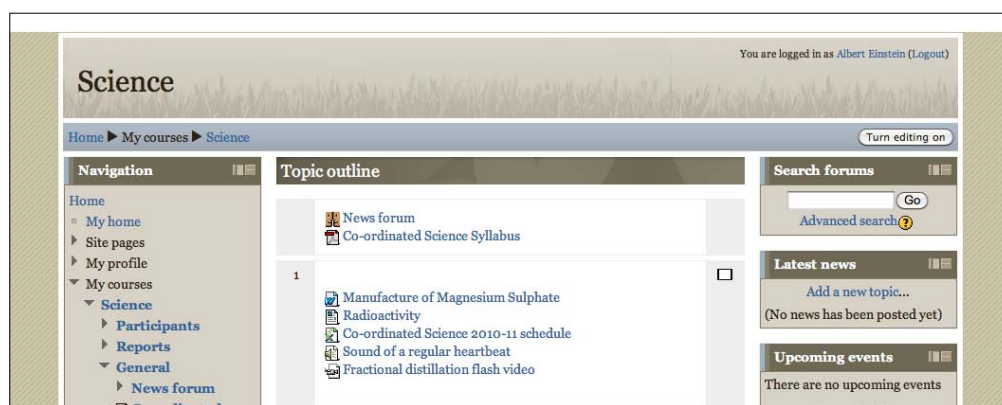 You are logged in as Albert Einstein (Logout)
Science
Home ▶ My courses ▶ Science
Turn editing on
Navigation
Home
My home
Site pages
My profile
My courses
Science
Participants
Reports
General
News forum
Topic outline
News forum
Co-ordinated Science Syllabus
1
Manufacture of Magnesium Sulphate
Radioactivity
Co-ordinated Science 2010-11 schedule
Sound of a regular heartbeat
Fractional distillation flash video
Search forums
Go
Advanced search
Latest news
Add a new topic...
(No news has been posted yet)
Upcoming events
There are no upcoming events